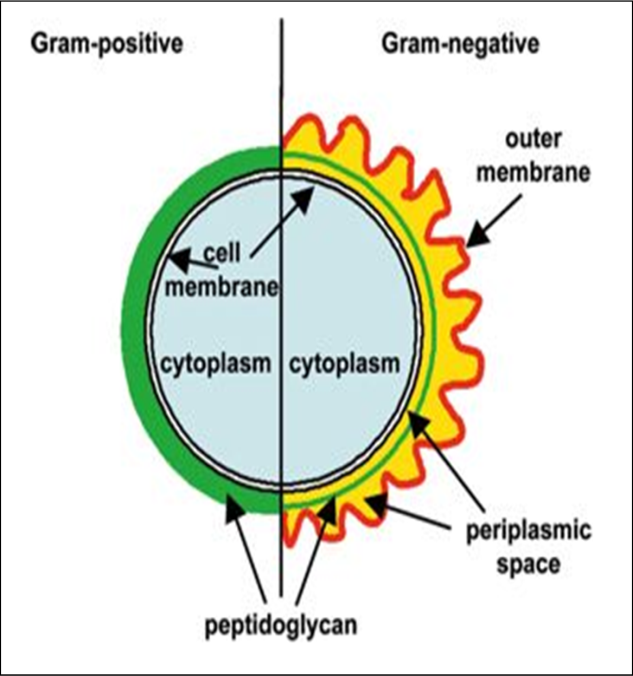 Gram-positive
Gram-negative
outer
membrane
cell
membrane
cytoplasm
cytoplasm
periplasmic
space
peptidoglycan